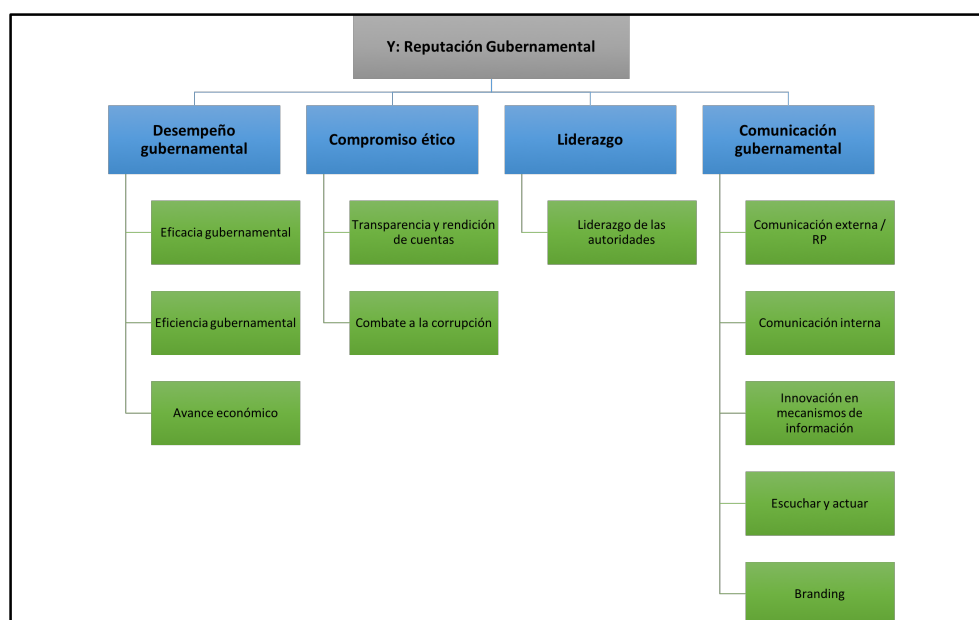 Y: Reputación Gubernamental
Desempeño
gubernamental
Eficacia gubernamental
Eficiencia gubernamental
Avance económico
Compromiso ético
Transparencia y rendición
de cuentas
Combate a la corrupción
Liderazgo
Liderazgo de las
autoridades
Comunicación
gubernamental
Comunicación externa /
RP
Comunicación interna
Innovación en
mecanismos de
información
Escuchar y actuar
Branding